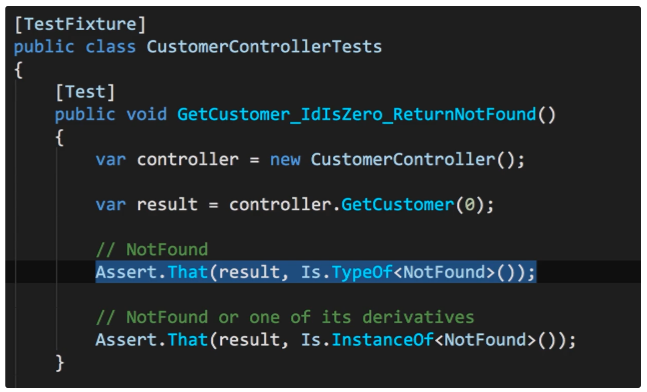 [TestFixture]
public class CustomerControllerTests
{
[Test]
public void GetCustomer_IdIsZero_ReturnNotFound()
{
var controller = new CustomerController();
var result = controller.GetCustomer(0);
// NotFound
Assert.That(result, Is.TypeOf<NotFound>());
// NotFound or one of its derivatives
Assert.That(result, Is.InstanceOf<NotFound>());
}